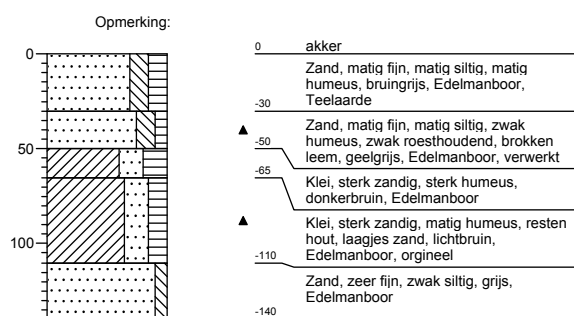 Opmerking:
0
50
100
0 akker
Zand, matig fijn, matig siltig, matig
humeus, bruingrijs, Edelmanboor,
Teelaarde
-30
Zand, matig fijn, matig siltig, zwak
humeus, zwak roesthoudend, brokken
leem, geelgrijs, Edelmanboor, verwerkt
-50
-65
Klei, sterk zandig, sterk humeus,
donkerbruin, Edelmanboor
Klei, sterk zandig, matig humeus, resten
hout, laagjes zand, lichtbruin,
Edelmanboor, orgineel
-110
Zand, zeer fijn, zwak siltig, grijs,
Edelmanboor
-140